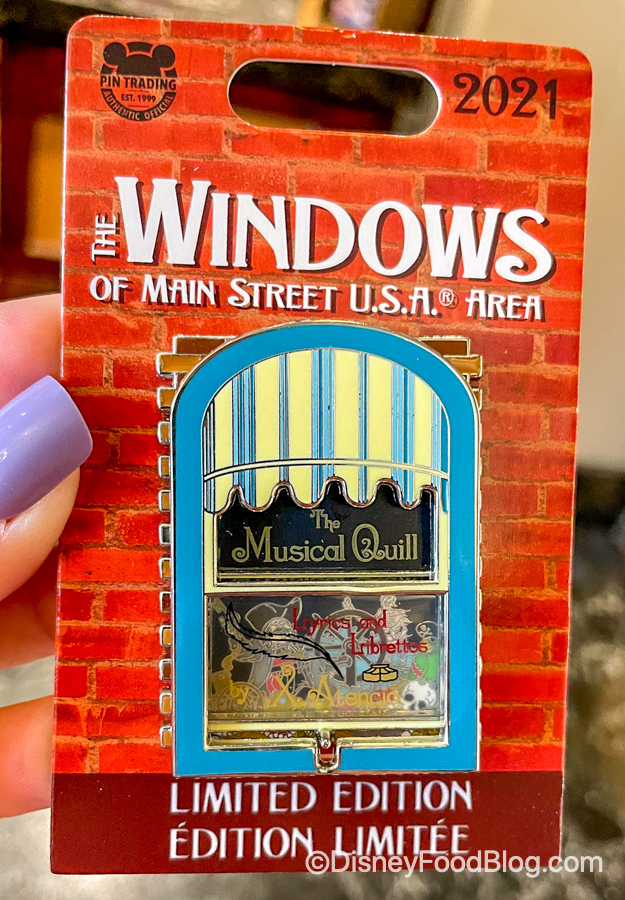 PIN TRADING
EST. 1999
AUTHENTIC OFFICIAL
2021
THE WINDOWS
OF MAIN STREET U.S.A.® AREA
The
Musical Quill
Lyrics and
Librettos
by X. Atencio
LIMITED EDITION
ÉDITION LIMITÉE
©DisneyFoodBlog.com